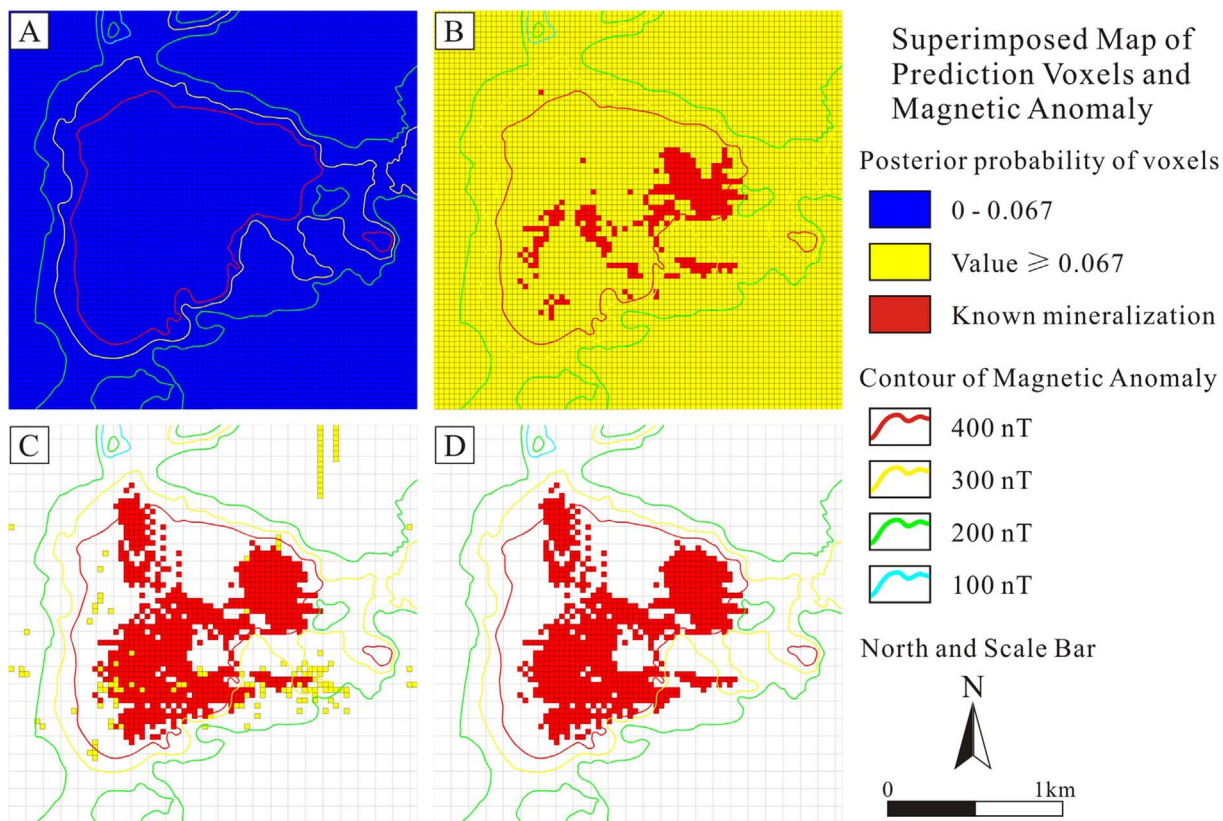 A
B
C
D
Superimposed Map of
Prediction Voxels and
Magnetic Anomaly
Posterior probability of voxels
0 - 0.067
Value ⩾ 0.067
Known mineralization
Contour of Magnetic Anomaly
400 nT
300 nT
200 nT
100 nT
North and Scale Bar
N
0 1km